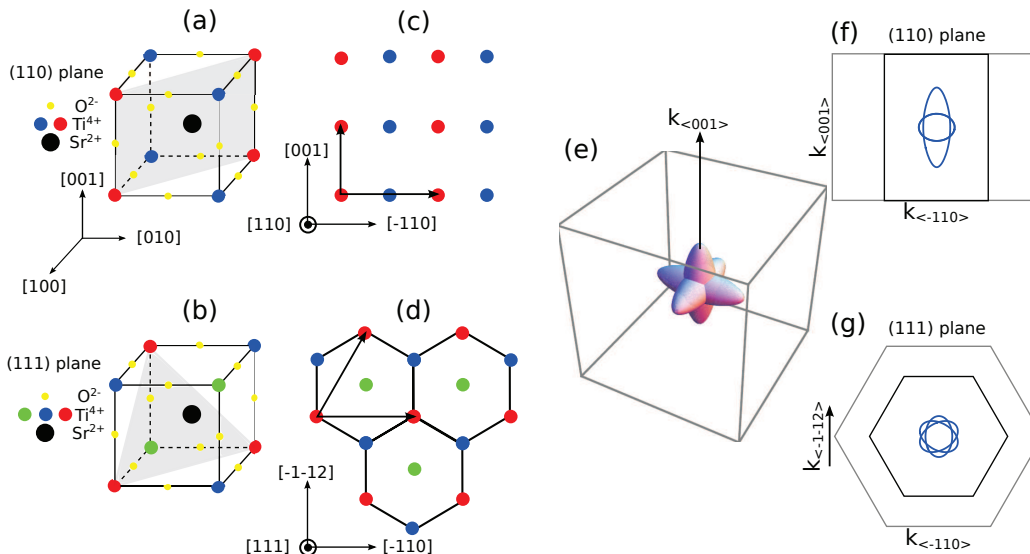 (a)
(110) plane
O²⁻
Ti⁴⁺
Sr²⁺
[001]
[010]
[100]
(b)
(111) plane
O²⁻
Ti⁴⁺
Sr²⁺
(c)
[001]
[110]
[-110]
(d)
[-1-12]
[111]
[-110]
(e)
k<001>
(f)
(110) plane
k<001>
k<-110>
(g)
(111) plane
k<-1-12>
k<-110>